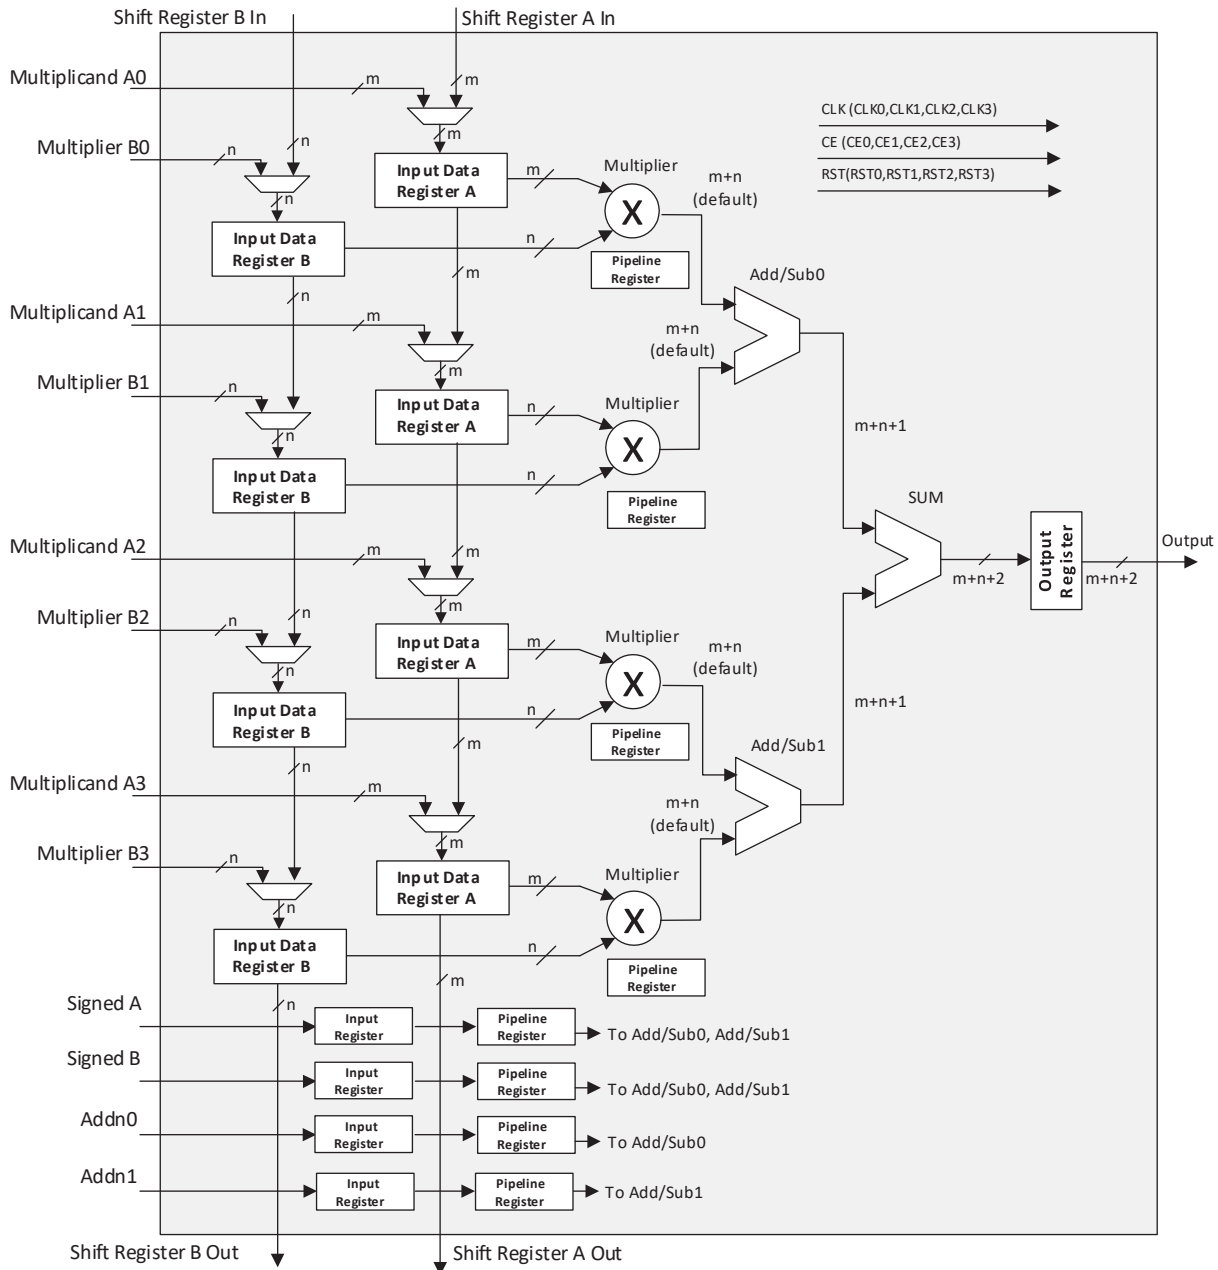 Shift Register B In
Shift Register A In
Multiplicand A0
m
m
CLK (CLK0,CLK1,CLK2,CLK3)
m
CE (CE0,CE1,CE2,CE3)
Multiplier B0
n
n
RST(RST0,RST1,RST2,RST3)
Input Data
Register A
m
Multiplier
m+n
(default)
X
n
Input Data
Register B
n
Pipeline
Register
m
Add/Sub0
n
Multiplicand A1
m
m+n
(default)
m
Multiplier B1
n
Input Data
Register A
n
Multiplier
X
m+n+1
n
Input Data
Register B
n
Pipeline
Register
SUM
Multiplicand A2
m
m
Output
Register
Output
m+n+2
m+n+2
m
Multiplier B2
n
n
Input Data
Register A
m
Multiplier
m+n
(default)
X
n
Input Data
Register B
n
Pipeline
Register
m+n+1
m
Add/Sub1
n
Multiplicand A3
m
m+n
(default)
m
Multiplier B3
n
Input Data
Register A
m
Multiplier
X
n
Input Data
Register B
n
Pipeline
Register
m
n
Signed A
Input
Register
Pipeline
Register
To Add/Sub0, Add/Sub1
Signed B
Input
Register
Pipeline
Register
To Add/Sub0, Add/Sub1
Addn0
Input
Register
Pipeline
Register
To Add/Sub0
Addn1
Input
Register
Pipeline
Register
To Add/Sub1
Shift Register B Out
Shift Register A Out